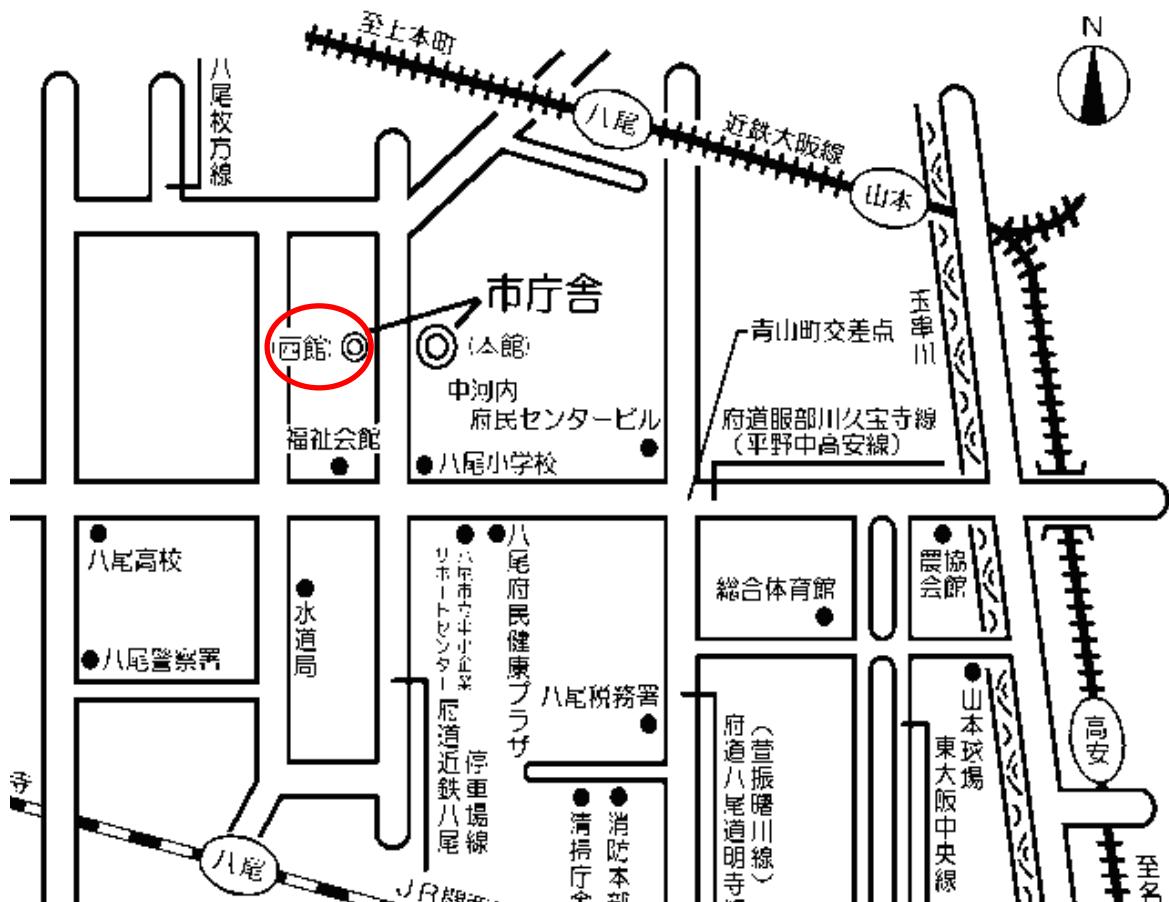 至上本町
N
八尾枚方線
八尾
近鉄大阪線
山本
市庁舎
玉串川
(西館)
(本館)
青山町交差点
中河内
府民センタービル
府道服部川久宝寺線
(平野中高安線)
福祉会館
八尾小学校
八尾高校
八尾市立中小企業
サポートセンター
八尾府民健康プラザ
総合体育館
農協
会館
水道局
八尾警察署
八尾税務署
山本球場
高安
府道近鉄八尾
停車場線
(萱振曙川線)
府道八尾道明寺
東大阪中央線
寺
八尾
清掃庁舎
消防本部
JR関西
至名